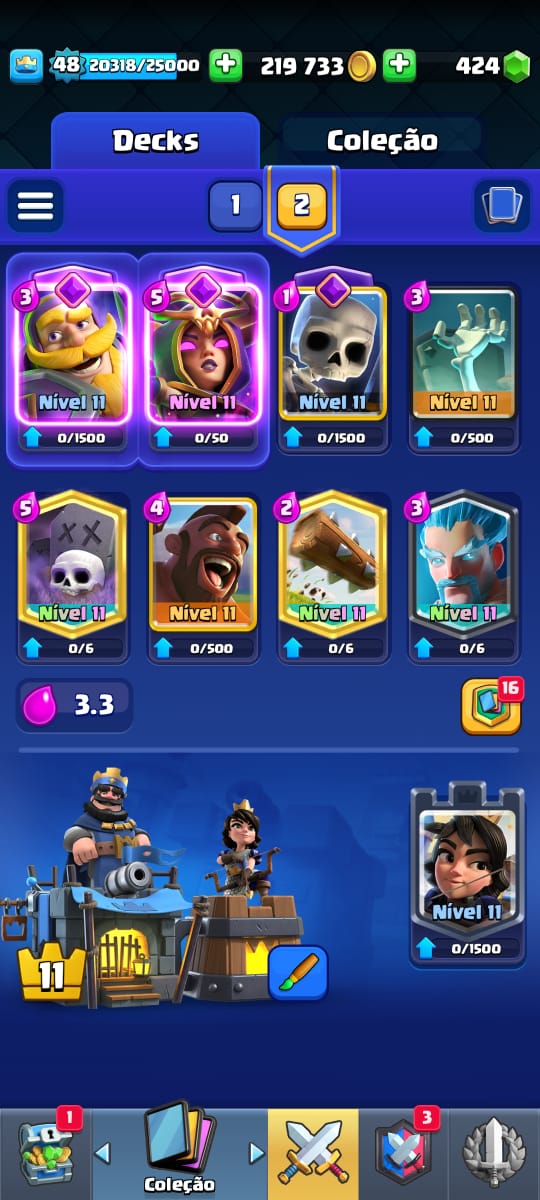 48 20318/25000 219 733 424
Decks Coleção
1 2
3 5 1 3
Nível 11 Nível 11 Nível 11 Nível 11
0/1500 0/50 0/1500 0/500
5 4 2 3
Nível 11 Nível 11 Nível 11 Nível 11
0/6 0/500 0/6 0/6
3.3 16
Nível 11
0/1500
11
1 3
Coleção